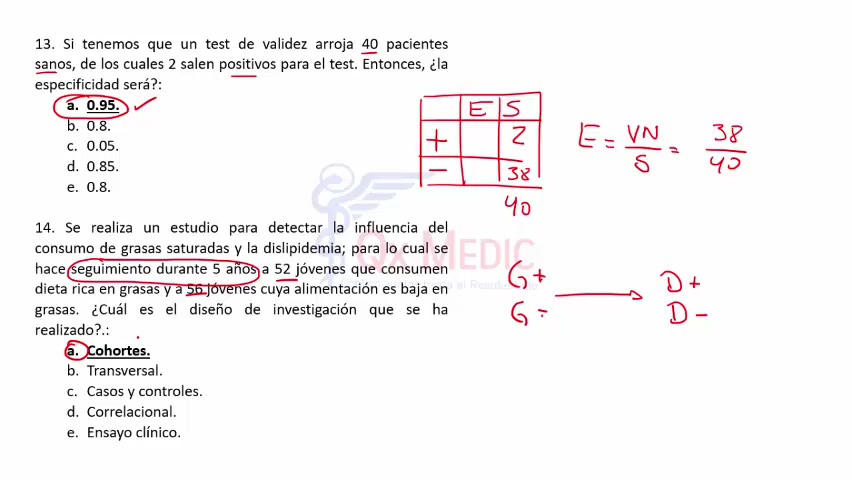 13. Si tenemos que un test de validez arroja 40 pacientes
sanos, de los cuales 2 salen positivos para el test. Entonces, ¿la
especificidad será?:
a. 0.95.
b. 0.8.
c. 0.05.
d. 0.85.
e. 0.8.
E S
+ 2
- 38
40
E = VN / S = 38 / 40
14. Se realiza un estudio para detectar la influencia del
consumo de grasas saturadas y la dislipidemia; para lo cual se
hace seguimiento durante 5 años a 52 jóvenes que consumen
dieta rica en grasas y a 56 jóvenes cuya alimentación es baja en
grasas. ¿Cuál es el diseño de investigación que se ha
realizado?.:
a. Cohortes.
b. Transversal.
c. Casos y controles.
d. Correlacional.
e. Ensayo clínico.
G+ → D+
G- D-
Qx MEDIC